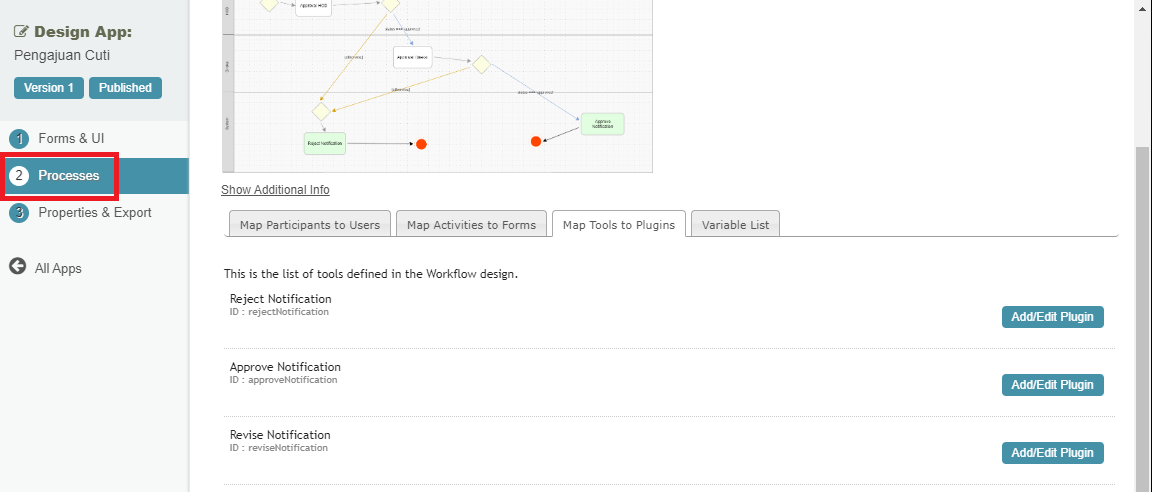 Design App:
Pengajuan Cuti
Version 1
Published
1
Forms & UI
2
Processes
3
Properties & Export
All Apps
Approve HOD
Reject Notification
Approve
Notification
Show Additional Info
Map Participants to Users
Map Activities to Forms
Map Tools to Plugins
Variable List
This is the list of tools defined in the Workflow design.
Reject Notification
ID : rejectNotification
Add/Edit Plugin
Approve Notification
ID : approveNotification
Add/Edit Plugin
Revise Notification
ID : reviseNotification
Add/Edit Plugin